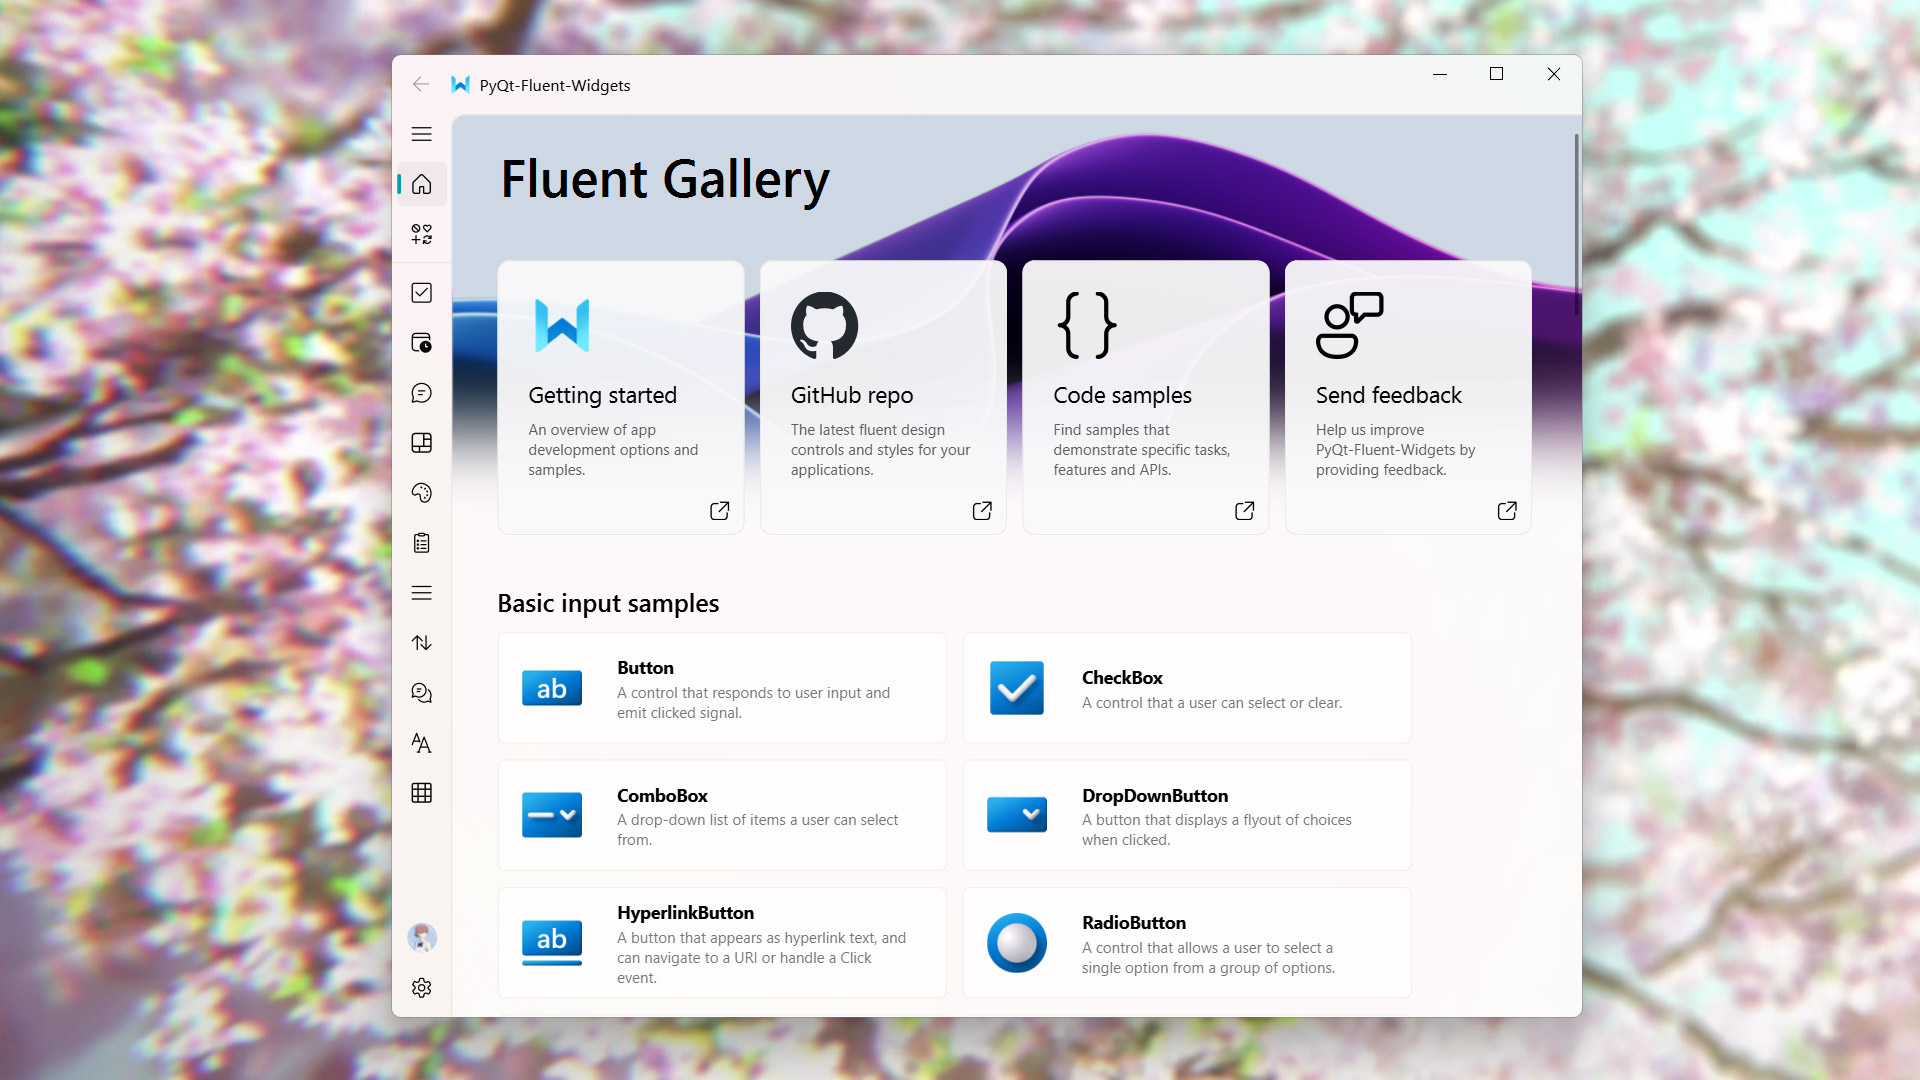 PyQt-Fluent-Widgets
Fluent Gallery
Getting started
An overview of app
development options and
samples.
GitHub repo
The latest fluent design
controls and styles for your
applications.
Code samples
Find samples that
demonstrate specific tasks,
features and APIs.
Send feedback
Help us improve
PyQt-Fluent-Widgets by
providing feedback.
Basic input samples
ab
Button
A control that responds to user input and
emit clicked signal.
CheckBox
A control that a user can select or clear.
ComboBox
A drop-down list of items a user can select
from.
DropDownButton
A button that displays a flyout of choices
when clicked.
ab
HyperlinkButton
A button that appears as hyperlink text, and
can navigate to a URI or handle a Click
event.
RadioButton
A control that allows a user to select a
single option from a group of options.